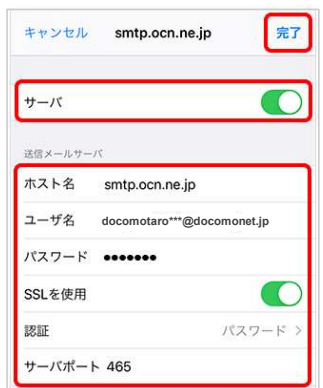 キャンセル smtp.ocn.ne.jp 完了
サーバ
送信メールサーバ
ホスト名 smtp.ocn.ne.jp
ユーザ名 docomotaro***@docomonet.jp
パスワード ●●●●●●●
SSLを使用
認証 パスワード >
サーバポート 465